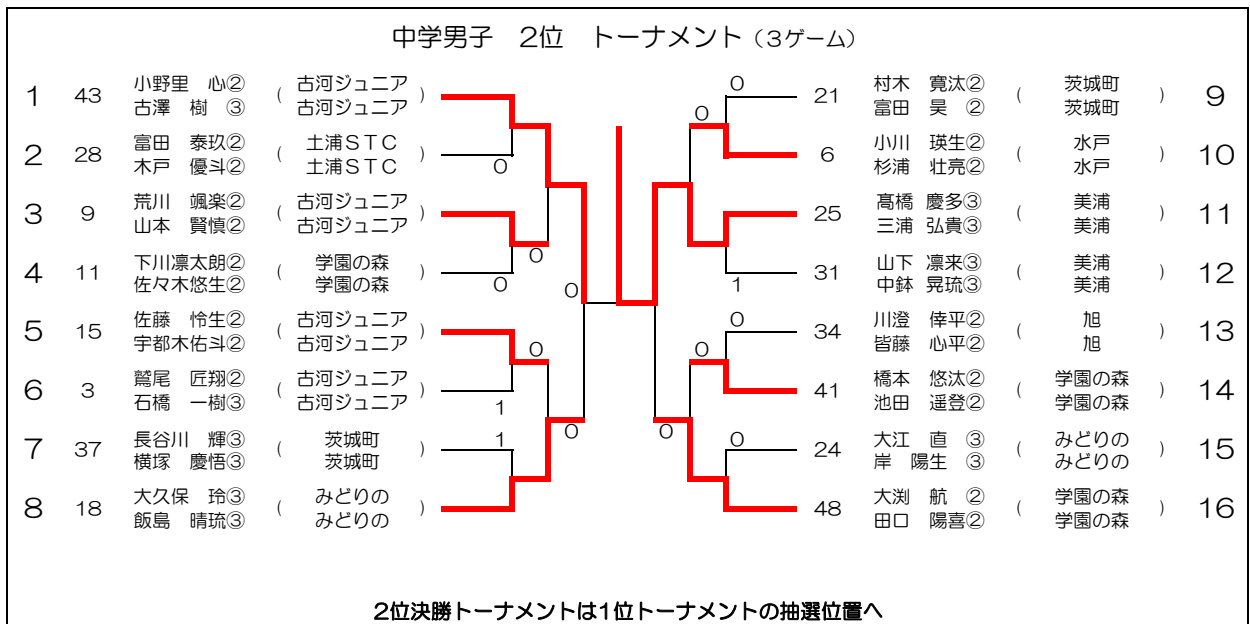 中学男子　2位　トーナメント（3ゲーム）
1 43 小野里　心② 古澤　樹　③ ( 古河ジュニア 古河ジュニア )
2 28 富田　泰玖② 木戸　優斗② ( 土浦ＳＴＣ 土浦ＳＴＣ ) 0
3 9 荒川　颯楽② 山本　賢慎② ( 古河ジュニア 古河ジュニア ) 0
4 11 下川凛太朗② 佐々木悠生② ( 学園の森 学園の森 ) 0 0
5 15 佐藤　怜生② 宇都木佑斗② ( 古河ジュニア 古河ジュニア ) 0
6 3 鷲尾　匠翔② 石橋　一樹③ ( 古河ジュニア 古河ジュニア ) 1
7 37 長谷川　輝③ 横塚　慶悟③ ( 茨城町 茨城町 ) 1 0
8 18 大久保　玲③ 飯島　晴琉③ ( みどりの みどりの )
0 21 村木　寛汰② 富田　昊　② ( 茨城町 茨城町 ) 9
0 6 小川　瑛生② 杉浦　壮亮② ( 水戸 水戸 ) 10
25 髙橋　慶多③ 三浦　弘貴③ ( 美浦 美浦 ) 11
1 31 山下　凛来③ 中鉢　晃琉③ ( 美浦 美浦 ) 12
0 34 川澄　倖平② 皆藤　心平② ( 旭 旭 ) 13
0 41 橋本　悠汰② 池田　遥登② ( 学園の森 学園の森 ) 14
0 0 24 大江　直　③ 岸　陽生　③ ( みどりの みどりの ) 15
48 大渕　航　② 田口　陽喜② ( 学園の森 学園の森 ) 16
2位決勝トーナメントは1位トーナメントの抽選位置へ